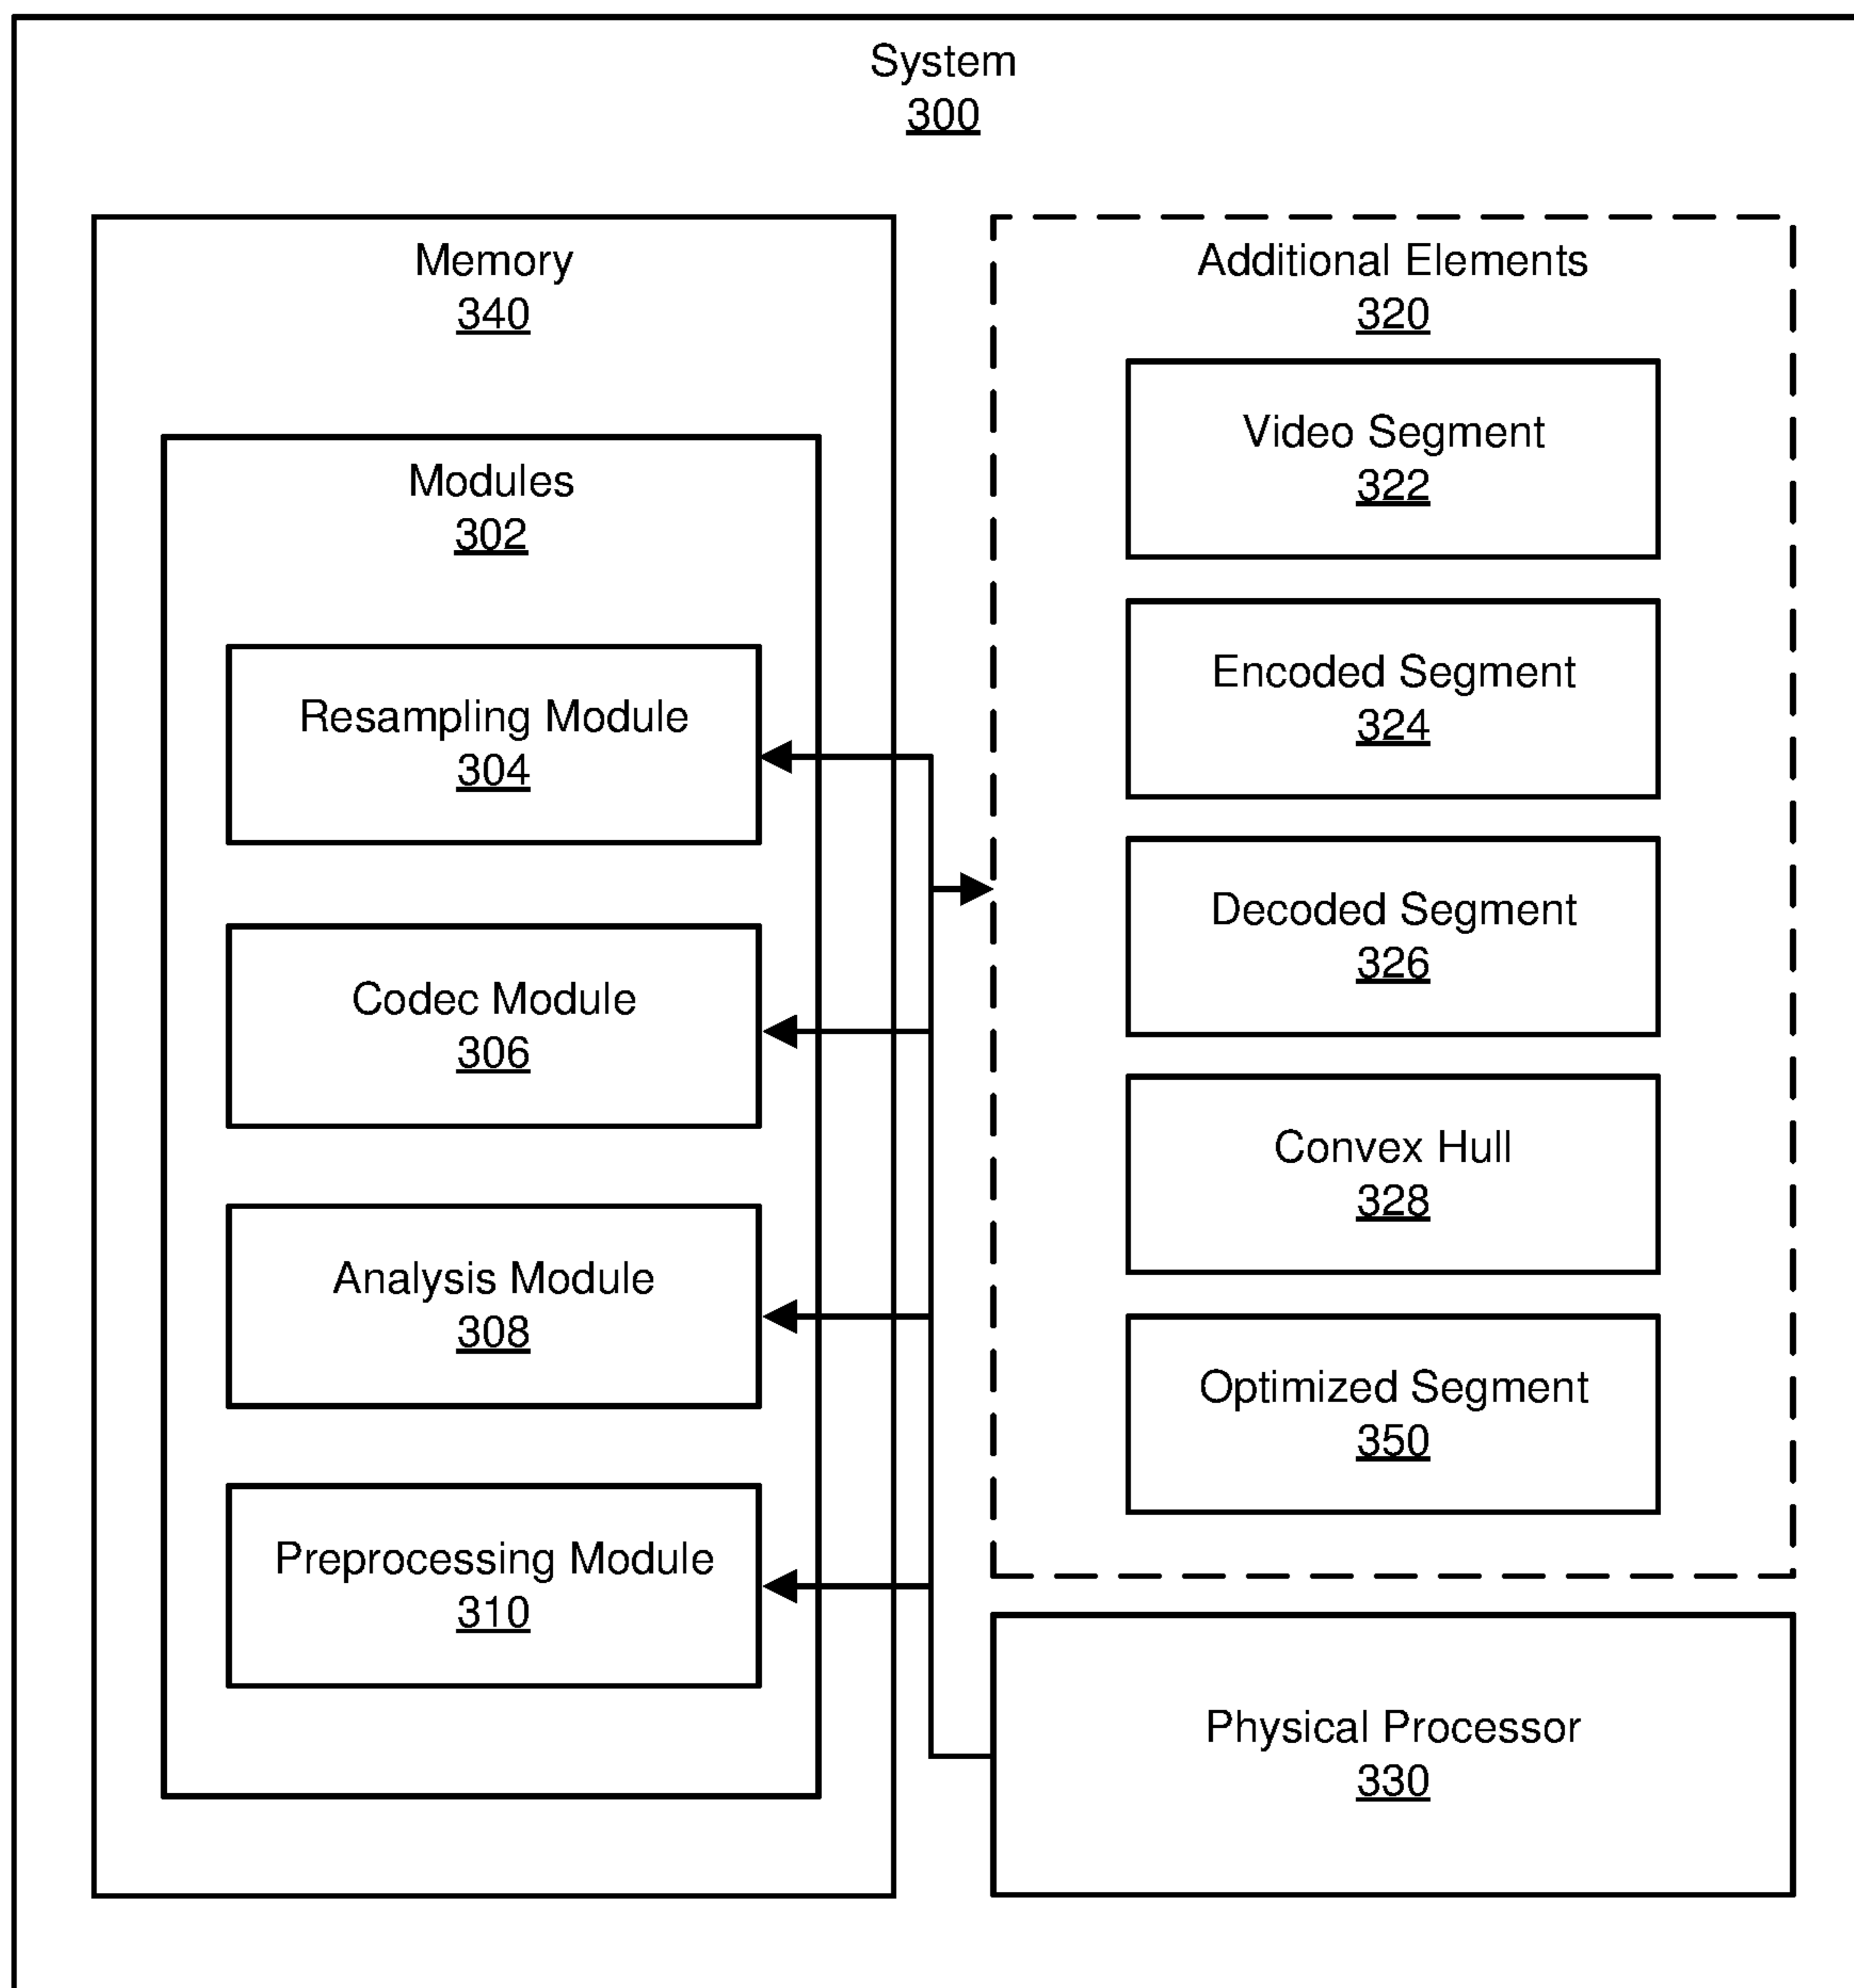 System
300
Memory
340
Modules
302
Resampling Module
304
Codec Module
306
Analysis Module
308
Preprocessing Module
310
Additional Elements
320
Video Segment
322
Encoded Segment
324
Decoded Segment
326
Convex Hull
328
Optimized Segment
350
Physical Processor
330